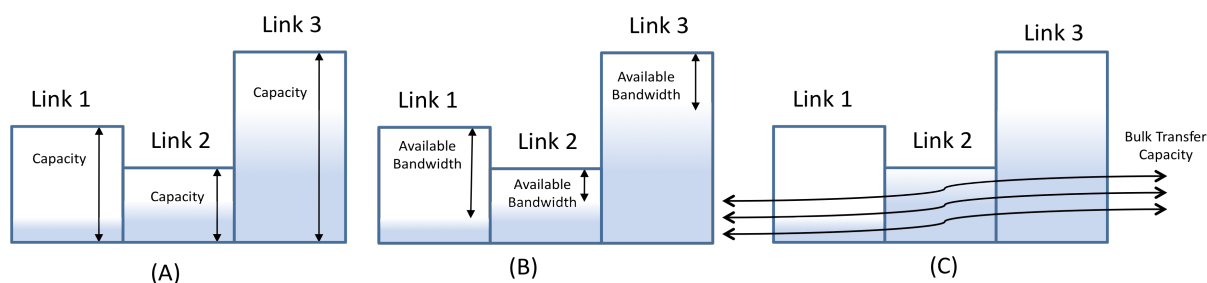 Link 1
Link 2
Link 3
Capacity
Capacity
Capacity
(A)
Link 1
Link 2
Link 3
Available
Bandwidth
Available
Bandwidth
Available
Bandwidth
(B)
Link 1
Link 2
Link 3
Bulk Transfer
Capacity
(C)